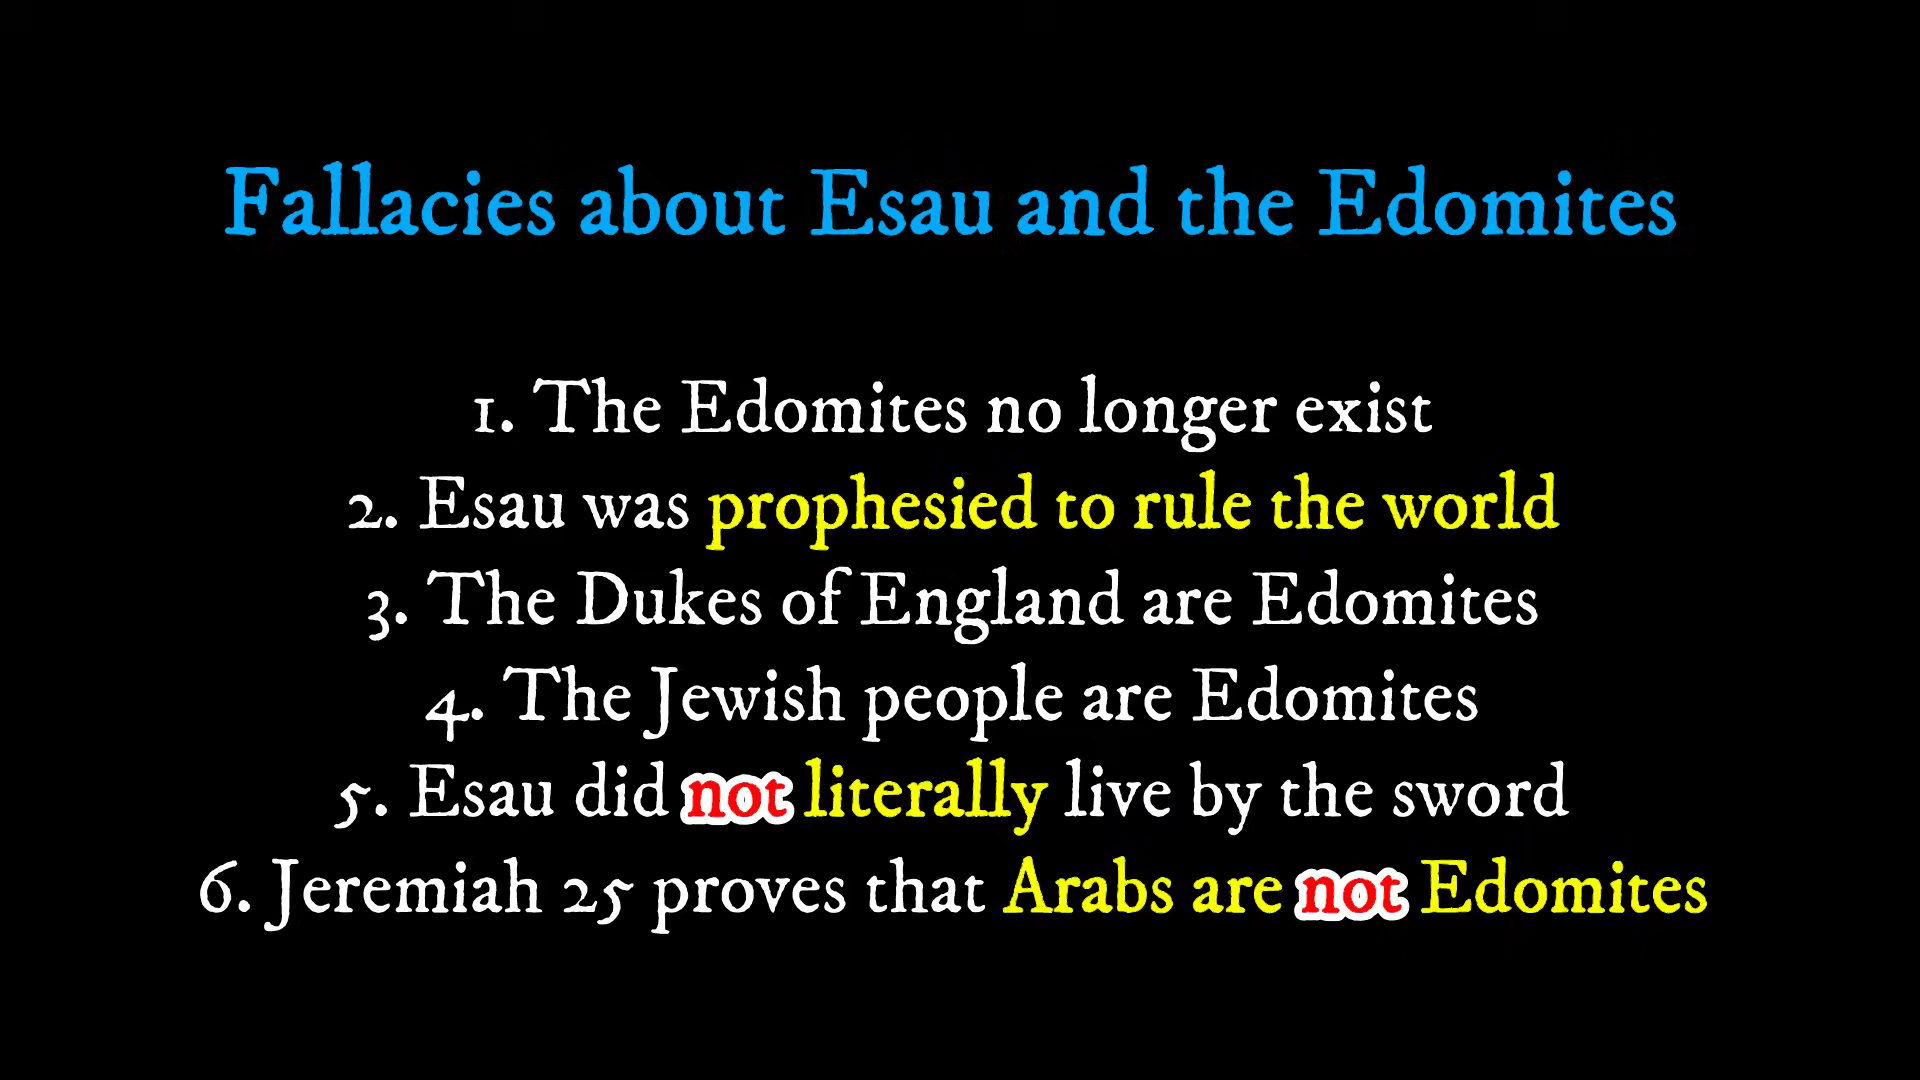 Fallacies about Esau and the Edomites
1. The Edomites no longer exist
2. Esau was prophesied to rule the world
3. The Dukes of England are Edomites
4. The Jewish people are Edomites
5. Esau did not literally live by the sword
6. Jeremiah 25 proves that Arabs are not Edomites